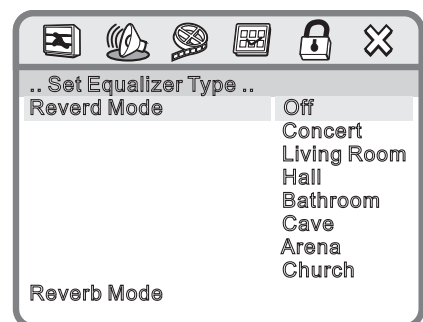 .. Set Equalizer Type ..
Reverd Mode Off
Concert
Living Room
Hall
Bathroom
Cave
Arena
Church
Reverb Mode